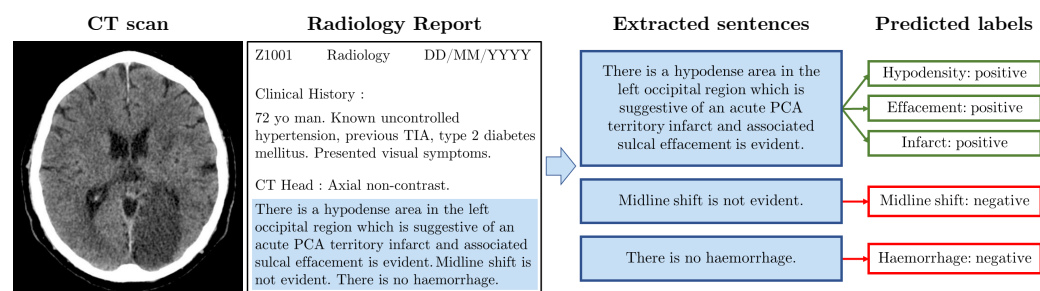 CT scan
Radiology Report
Z1001 Radiology DD/MM/YYYY
Clinical History :
72 yo man. Known uncontrolled
hypertension, previous TIA, type 2 diabetes
mellitus. Presented visual symptoms.
CT Head : Axial non-contrast.
There is a hypodense area in the left
occipital region which is suggestive of an
acute PCA territory infarct and associated
sulcal effacement is evident. Midline shift is
not evident. There is no haemorrhage.
Extracted sentences
There is a hypodense area in the
left occipital region which is
suggestive of an acute PCA
territory infarct and associated
sulcal effacement is evident.
Midline shift is not evident.
There is no haemorrhage.
Predicted labels
Hypodensity: positive
Effacement: positive
Infarct: positive
Midline shift: negative
Haemorrhage: negative